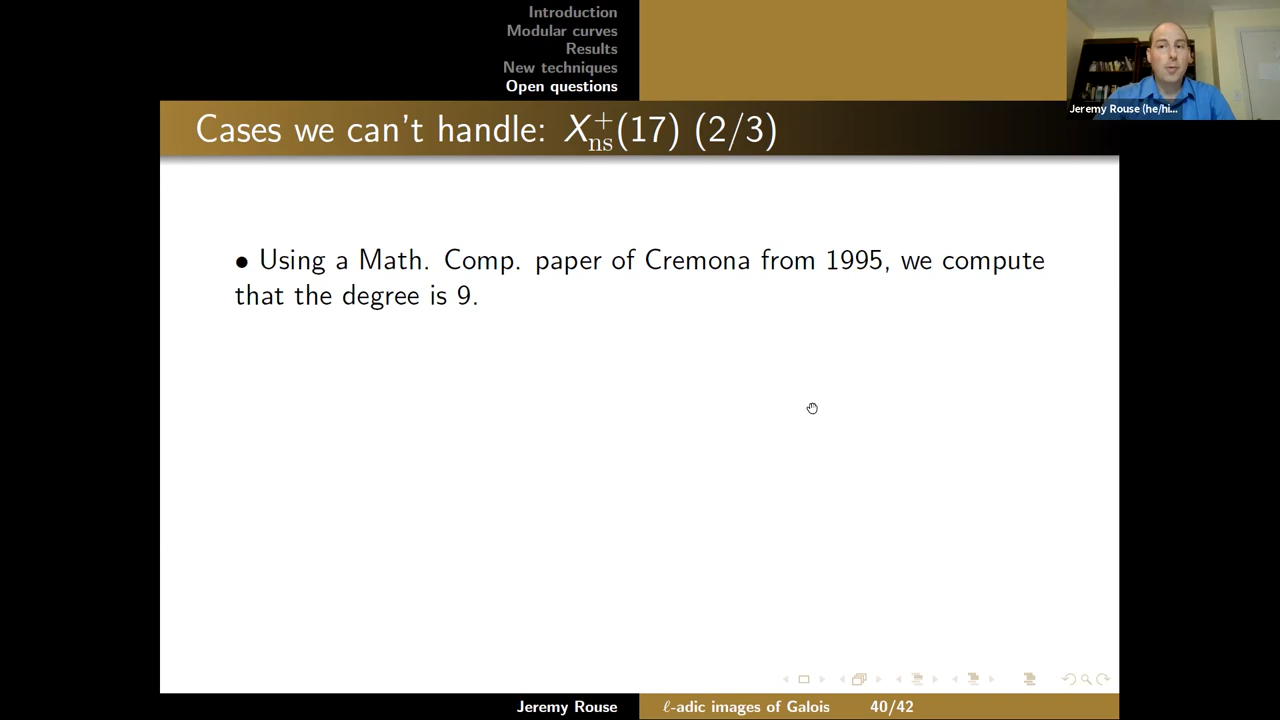 Introduction
Modular curves
Results
New techniques
Open questions
Jeremy Rouse (he/hi...
Cases we can't handle: X⁺ₙₛ(17) (2/3)
• Using a Math. Comp. paper of Cremona from 1995, we compute
that the degree is 9.
Jeremy Rouse
ℓ-adic images of Galois
40/42